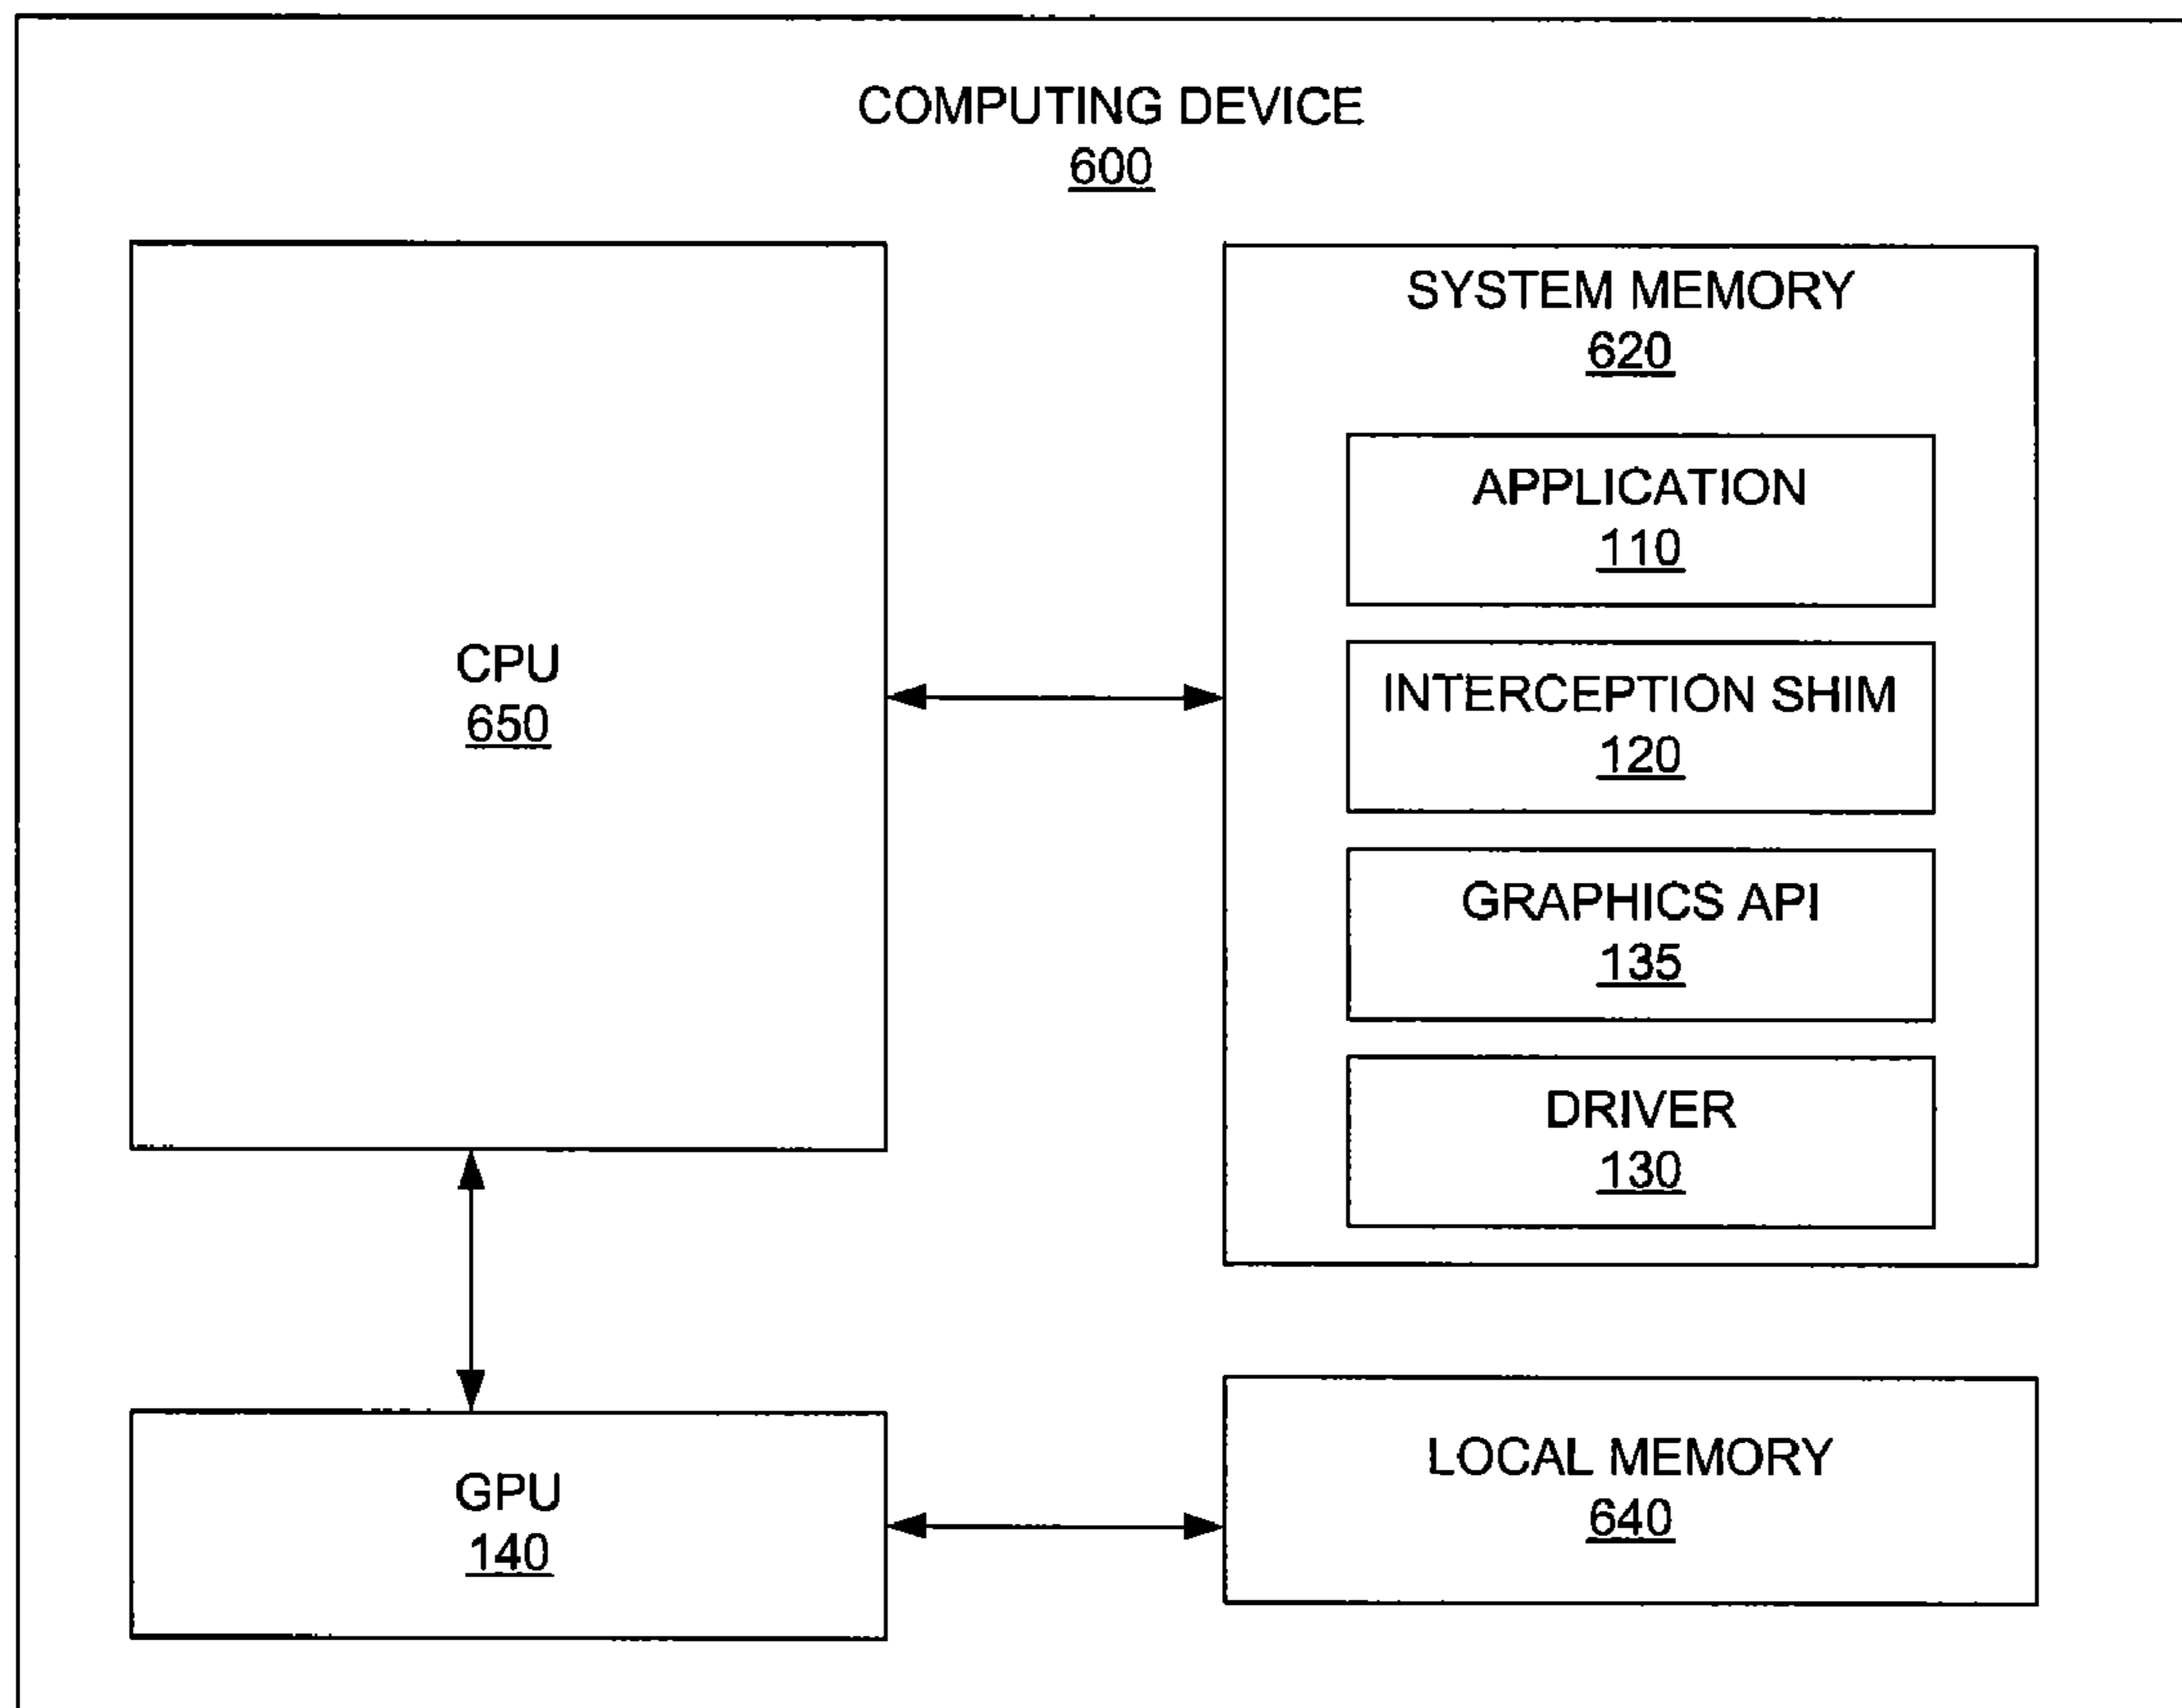 COMPUTING DEVICE
600
CPU
650
SYSTEM MEMORY
620
APPLICATION
110
INTERCEPTION SHIM
120
GRAPHICS API
135
DRIVER
130
GPU
140
LOCAL MEMORY
640